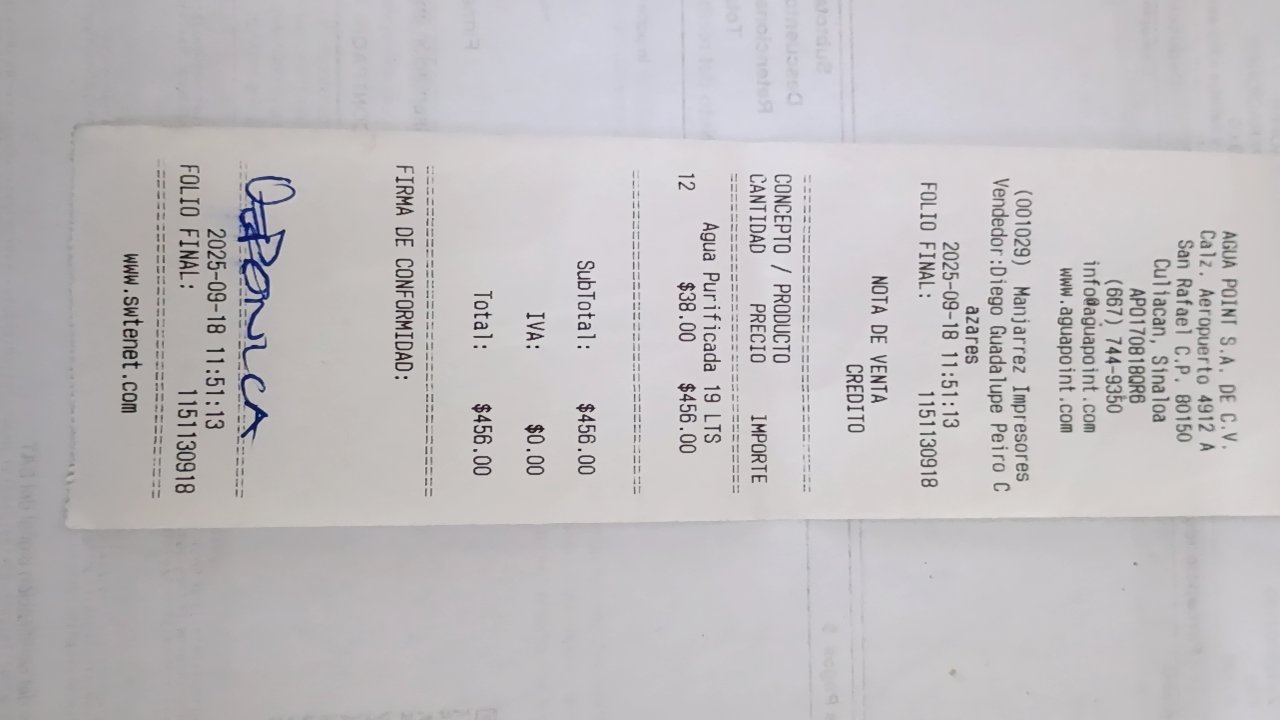 AGUA POINT S.A. DE C.V.
Calz. Aeropuerto 4912 A
San Rafael C.P. 80150
Culiacan, Sinaloa
APO170818QR6
(667) 744-9350
info@aguapoint.com
www.aguapoint.com
(001029) Manjarrez Impresores
Vendedor:Diego Guadalupe Peiro C
azares
2025-09-18 11:51:13
FOLIO FINAL: 1151130918
NOTA DE VENTA
CREDITO
CONCEPTO / PRODUCTO
CANTIDAD PRECIO IMPORTE
Agua Purificada 19 LTS
12 $38.00 $456.00
SubTotal: $456.00
IVA: $0.00
Total: $456.00
FIRMA DE CONFORMIDAD:
2025-09-18 11:51:13
FOLIO FINAL: 1151130918
www.swtenet.com